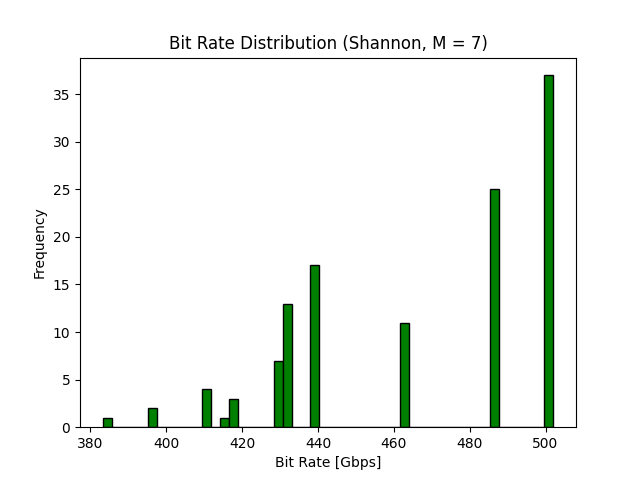 Bit Rate Distribution (Shannon, M = 7)
35
30
25
20
15
10
5
0
Frequency
380 400 420 440 460 480 500
Bit Rate [Gbps]